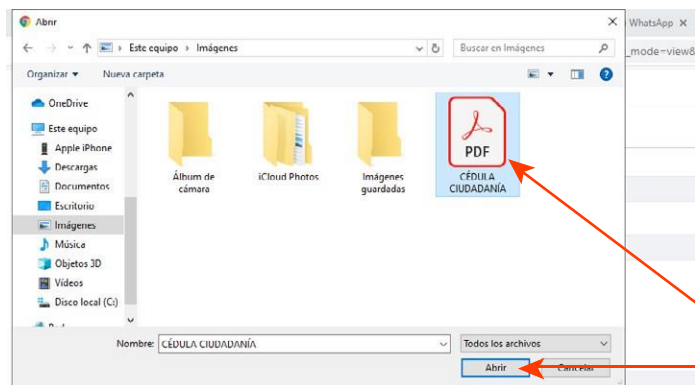 Abrir
WhatsApp
Este equipo › Imágenes
Buscar en Imágenes
_mode=view8
Organizar
Nueva carpeta
OneDrive
Este equipo
Apple iPhone
Descargas
Documentos
Escritorio
Imágenes
Música
Objetos 3D
Vídeos
Disco local (C:)
Álbum de
cámara
iCloud Photos
Imágenes
guardadas
PDF
CÉDULA
CIUDADANÍA
Nombre:
CÉDULA CIUDADANÍA
Todos los archivos
Abrir
Cancelar